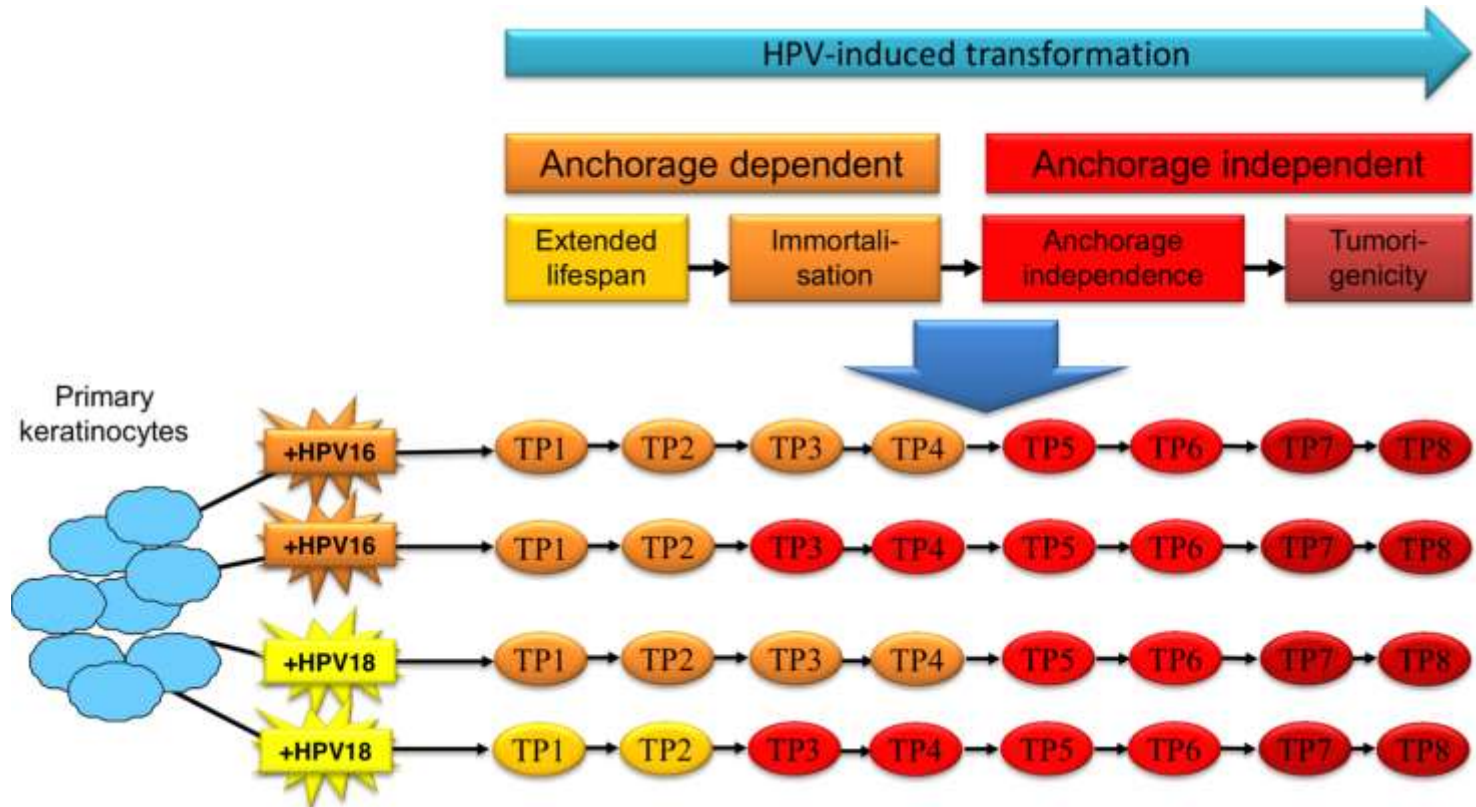 HPV-induced transformation
Anchorage dependent
Anchorage independent
Extended
lifespan
Immortali-
sation
Anchorage
independence
Tumori-
genicity
Primary
keratinocytes
+HPV16
TP1
TP2
TP3
TP4
TP5
TP6
TP7
TP8
+HPV16
TP1
TP2
TP3
TP4
TP5
TP6
TP7
TP8
+HPV18
TP1
TP2
TP3
TP4
TP5
TP6
TP7
TP8
+HPV18
TP1
TP2
TP3
TP4
TP5
TP6
TP7
TP8